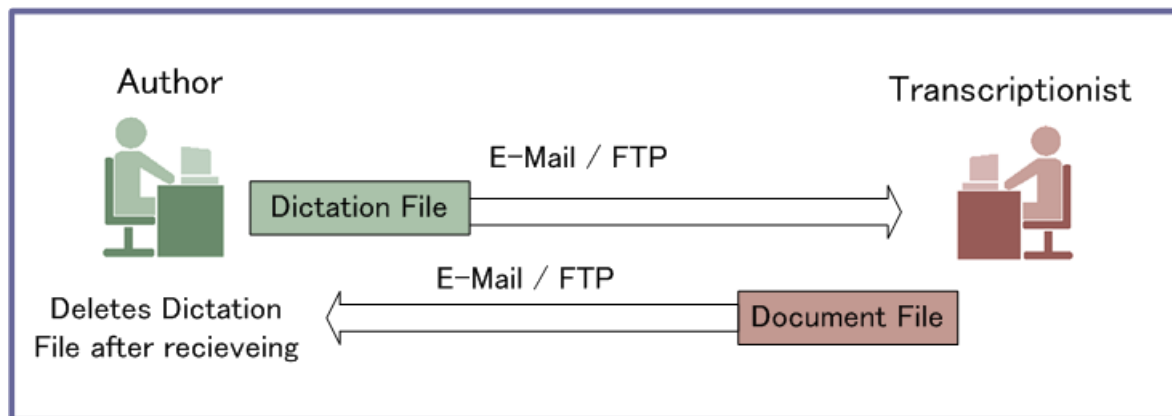 Author
Transcriptionist
E-Mail / FTP
Dictation File
E-Mail / FTP
Document File
Deletes Dictation
File after recieveing